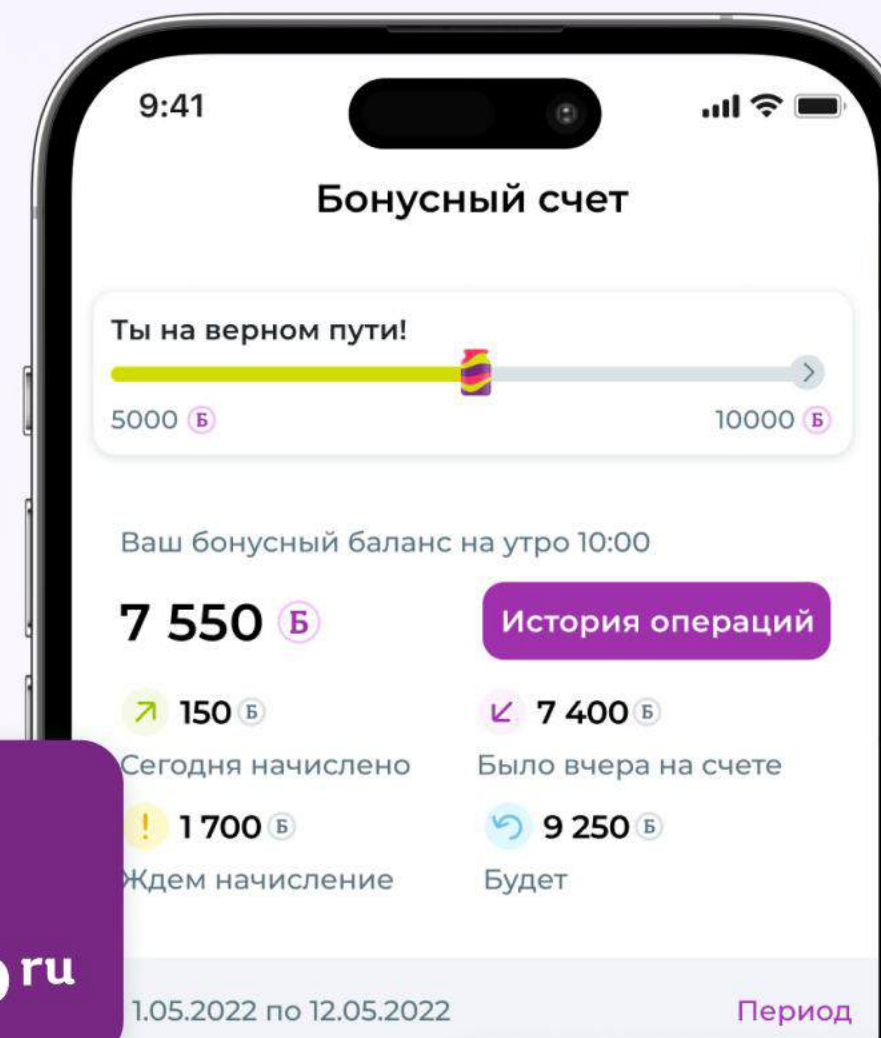 9:41
Бонусный счет
Ты на верном пути!
5000 Б
10000 Б
Ваш бонусный баланс на утро 10:00
7 550 Б
История операций
150 Б
7 400 Б
Сегодня начислено
Было вчера на счете
! 1 700 Б
9 250 Б
Ждем начисление
Будет
ru
1.05.2022 по 12.05.2022
Период